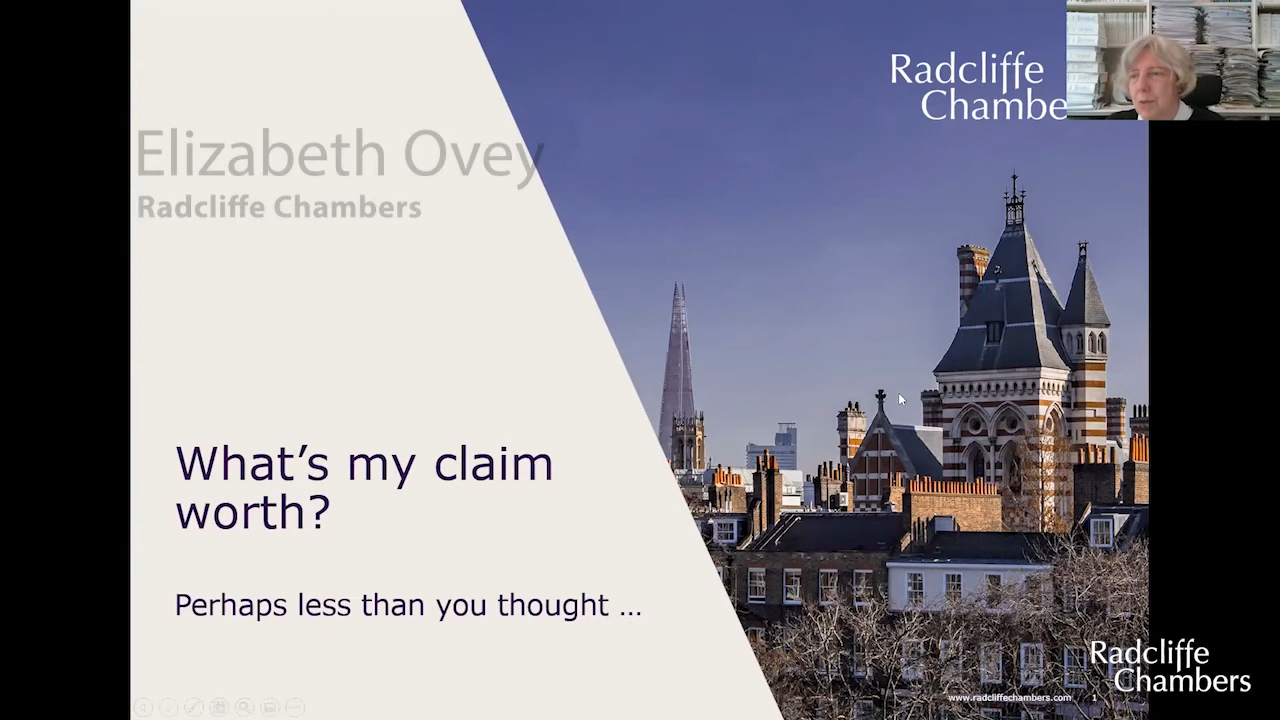 Radcliffe
Chambe
Elizabeth Ovey
Radcliffe Chambers
What's my claim
worth?
Perhaps less than you thought ...
Radcliffe
Chambers
www.radcliffechambers.com 1